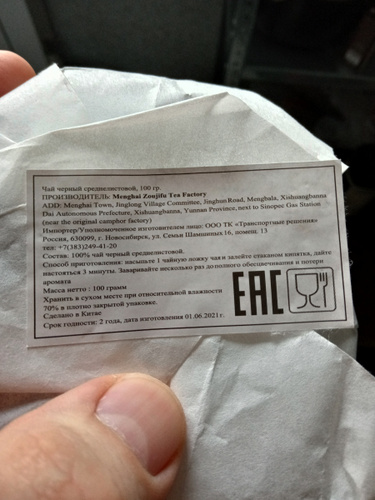 Чай черный среднелистовой, 100 гр.
ПРОИЗВОДИТЕЛЬ Menghai Zoujifu Tea Factory
ADD: Menghai Town, Jinglong Village Committee, Jinghun Road, Mengbala, Xishuangbanna
Dai Autonomous Prefecture, Xishuangbanna, Yunnan Province, next to Sinopec Gas Station
(near the original camphor factory)
Импортер/Уполномоченное изготовителем лицо: ООО ТК «Транспортные решения»
Россия, 630099, г. Новосибирск, ул. Семьи Шамшиных 16, помещ. 13
тел: +7(383)249-41-20
Состав: 100% чай черный среднелистовой.
Способ приготовления: насыпьте 1 чайную ложку чая и залейте стаканом кипятка, дайте
настояться 3 минуты. Заваривайте несколько раз до полного обесцвечивания и потери
аромата
Масса нетто : 100 грамм
Хранить в сухом месте при относительной влажности
70% в плотно закрытой упаковке.
Сделано в Китае
Срок годности: 2 года, дата изготовления 01.06.2021г.
EAC